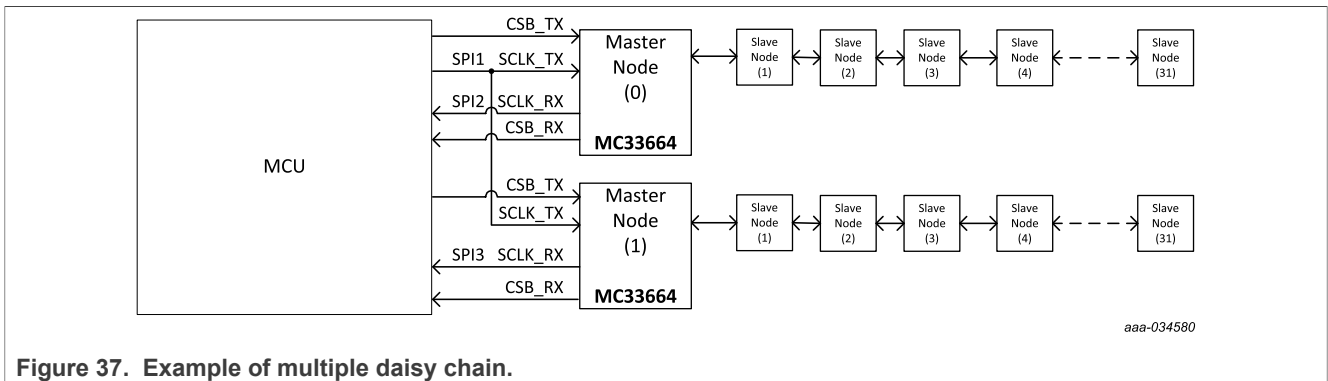 CSB_TX
SPI1 SCLK_TX
SPI2 SCLK_RX
CSB_RX
MCU
Master
Node
(0)
MC33664
Slave
Node
(1)
Slave
Node
(2)
Slave
Node
(3)
Slave
Node
(4)
Slave
Node
(31)
CSB_TX
SCLK_TX
SPI3 SCLK_RX
CSB_RX
Master
Node
(1)
MC33664
Slave
Node
(1)
Slave
Node
(2)
Slave
Node
(3)
Slave
Node
(4)
Slave
Node
(31)
aaa-034580
Figure 37. Example of multiple daisy chain.